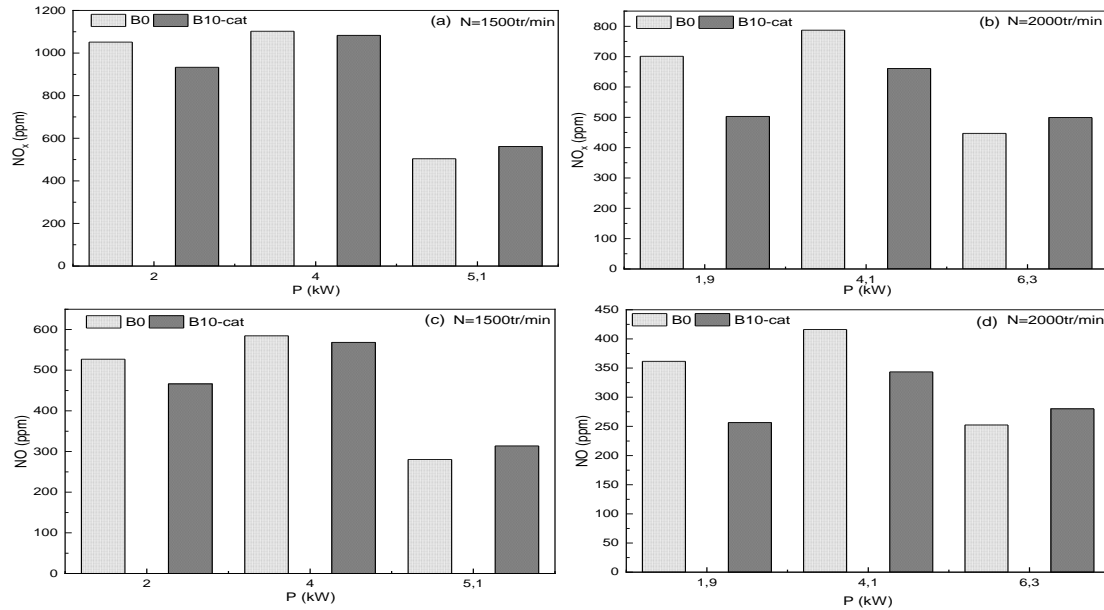 B0 B10-cat (a) N=1500tr/min
1200
1000
800
600
400
200
0
NOx (ppm)
2 4 5,1
P (kW)
B0 B10-cat (b) N=2000tr/min
800
700
600
500
400
300
200
100
0
NOx (ppm)
1,9 4,1 6,3
P (kW)
B0 B10-cat (c) N=1500tr/min
600
500
400
300
200
100
0
NO (ppm)
2 4 5,1
P (kW)
B0 B10-cat (d) N=2000tr/min
450
400
350
300
250
200
150
100
50
0
NO (ppm)
1,9 4,1 6,3
P (kW)